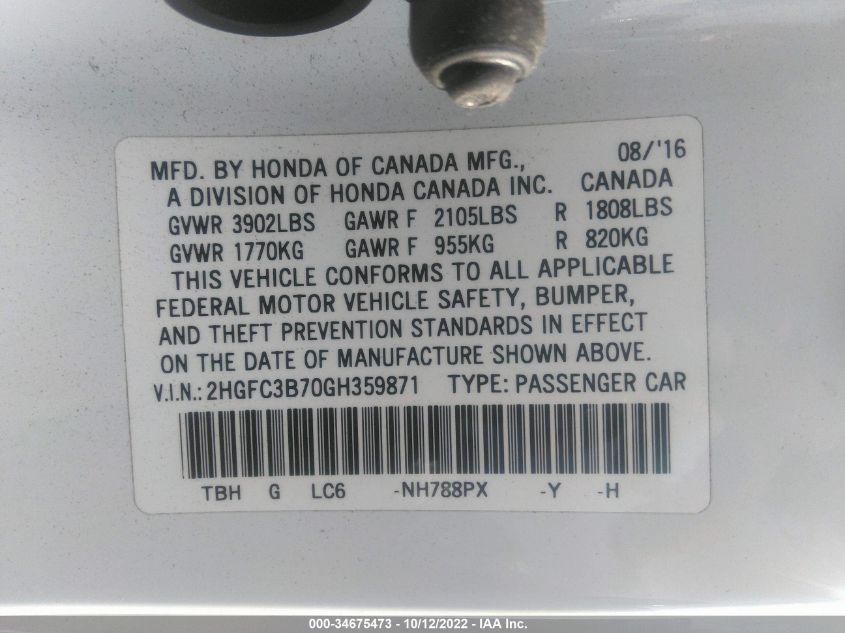 MFD. BY HONDA OF CANADA MFG., 08/'16
A DIVISION OF HONDA CANADA INC. CANADA
GVWR 3902LBS GAWR F 2105LBS R 1808LBS
GVWR 1770KG GAWR F 955KG R 820KG
THIS VEHICLE CONFORMS TO ALL APPLICABLE
FEDERAL MOTOR VEHICLE SAFETY, BUMPER,
AND THEFT PREVENTION STANDARDS IN EFFECT
ON THE DATE OF MANUFACTURE SHOWN ABOVE.
V.I.N.: 2HGFC3B70GH359871 TYPE: PASSENGER CAR
TBH G LC6 -NH788PX -Y -H
000-34675473 - 10/12/2022 - IAA Inc.